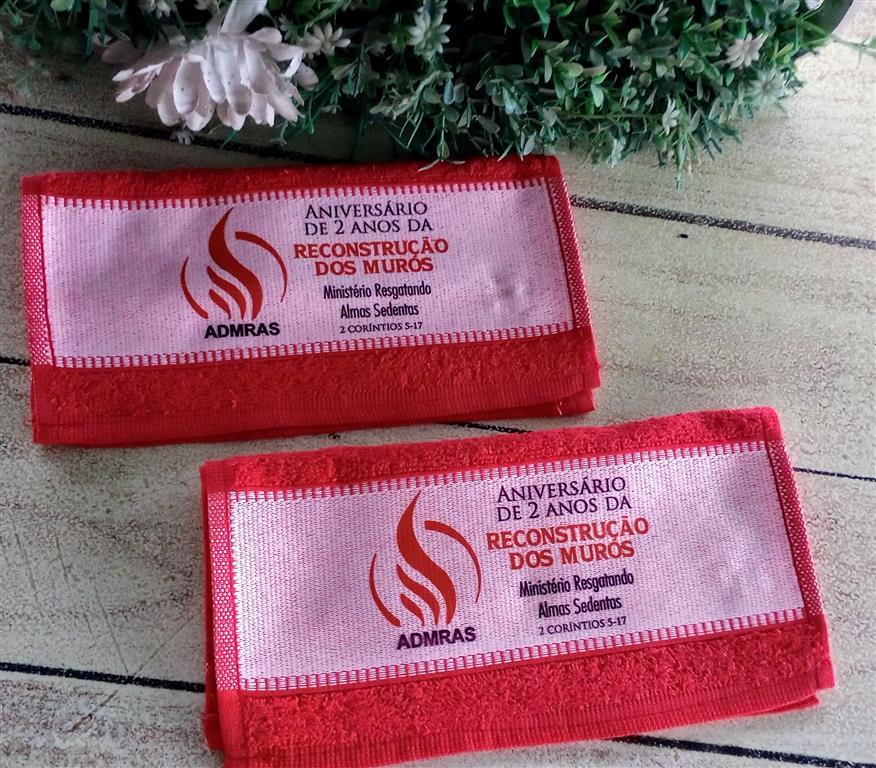 ANIVERSÁRIO
DE 2 ANOS DA
RECONSTRUÇÃO
DOS MUROS
Ministério Resgatando
Almas Sedentas
2 CORÍNTIOS 5-17
ADMRAS
ANIVERSÁRIO
DE 2 ANOS DA
RECONSTRUÇÃO
DOS MUROS
Ministério Resgatando
Almas Sedentas
2 CORÍNTIOS 5-17
ADMRAS